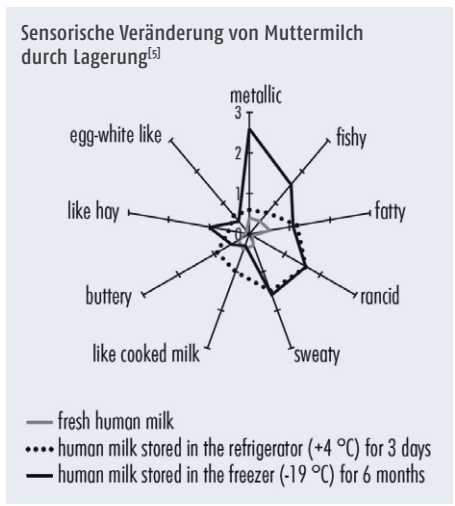 Sensorische Veränderung von Muttermilch
durch Lagerung[5]
metallic
3
egg-white like
fishy
2
1
like hay
fatty
0
buttery
rancid
like cooked milk
sweaty
fresh human milk
human milk stored in the refrigerator (+4 °C) for 3 days
human milk stored in the freezer (-19 °C) for 6 months